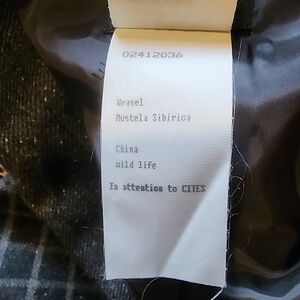 02412036
Weasel
Mustela Sibirica
China
wild life
In attention to CITES